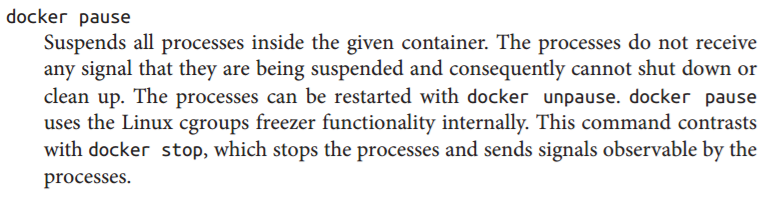 docker pause
Suspends all processes inside the given container. The processes do not receive
any signal that they are being suspended and consequently cannot shut down or
clean up. The processes can be restarted with docker unpause. docker pause
uses the Linux cgroups freezer functionality internally. This command contrasts
with docker stop, which stops the processes and sends signals observable by the
processes.